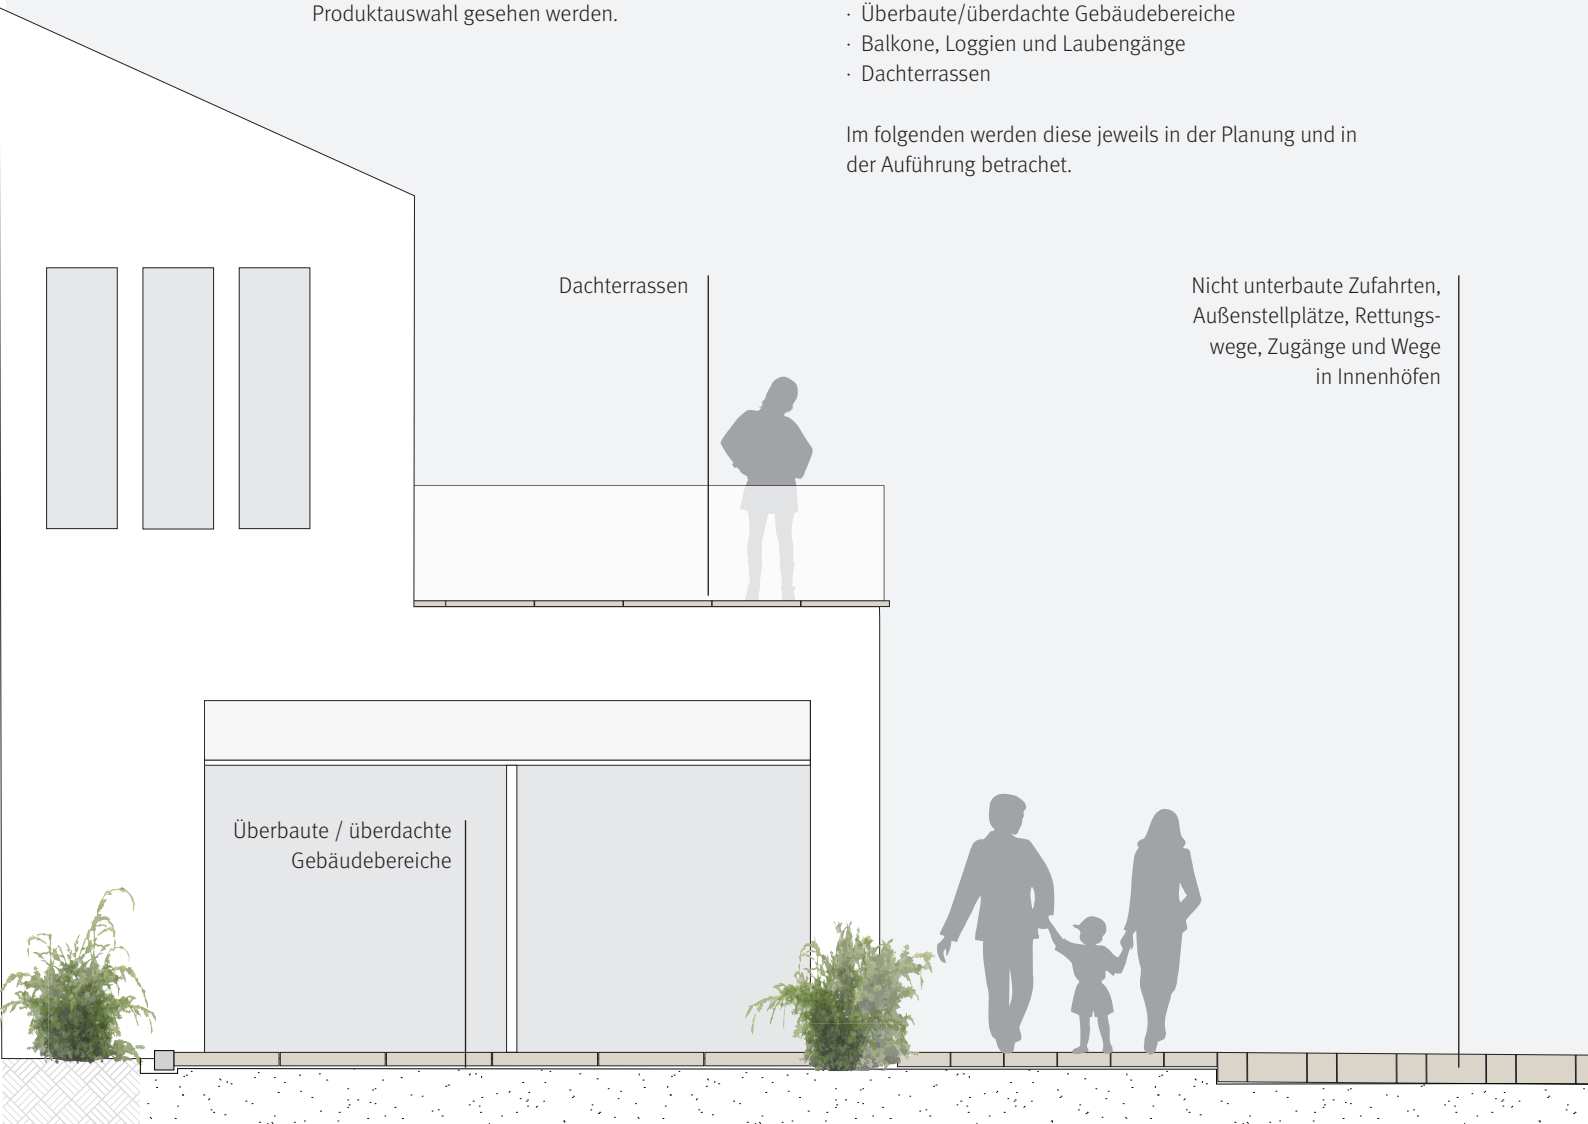 Produktauswahl gesehen werden.
· Überbaute/überdachte Gebäudebereiche
· Balkone, Loggien und Laubengänge
· Dachterrassen
Im folgenden werden diese jeweils in der Planung und in
der Auführung betrachet.
Dachterrassen
Nicht unterbaute Zufahrten,
Außenstellplätze, Rettungs-
wege, Zugänge und Wege
in Innenhöfen
Überbaute / überdachte
Gebäudebereiche